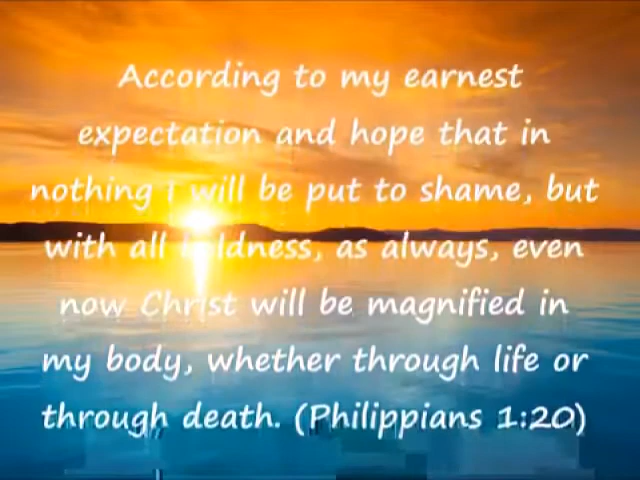 According to my earnest
expectation and hope that in
nothing I will be put to shame, but
with all boldness, as always, even
now Christ will be magnified in
my body, whether through life or
through death. (Philippians 1:20)